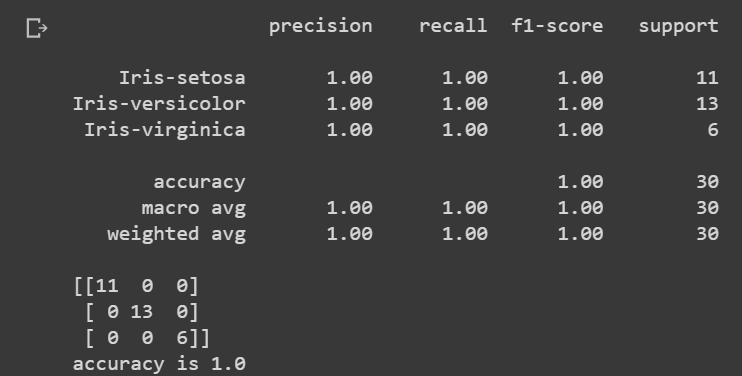 precision recall f1-score support
Iris-setosa 1.00 1.00 1.00 11
Iris-versicolor 1.00 1.00 1.00 13
Iris-virginica 1.00 1.00 1.00 6
accuracy 1.00 30
macro avg 1.00 1.00 1.00 30
weighted avg 1.00 1.00 1.00 30
[[11 0 0]
[ 0 13 0]
[ 0 0 6]]
accuracy is 1.0